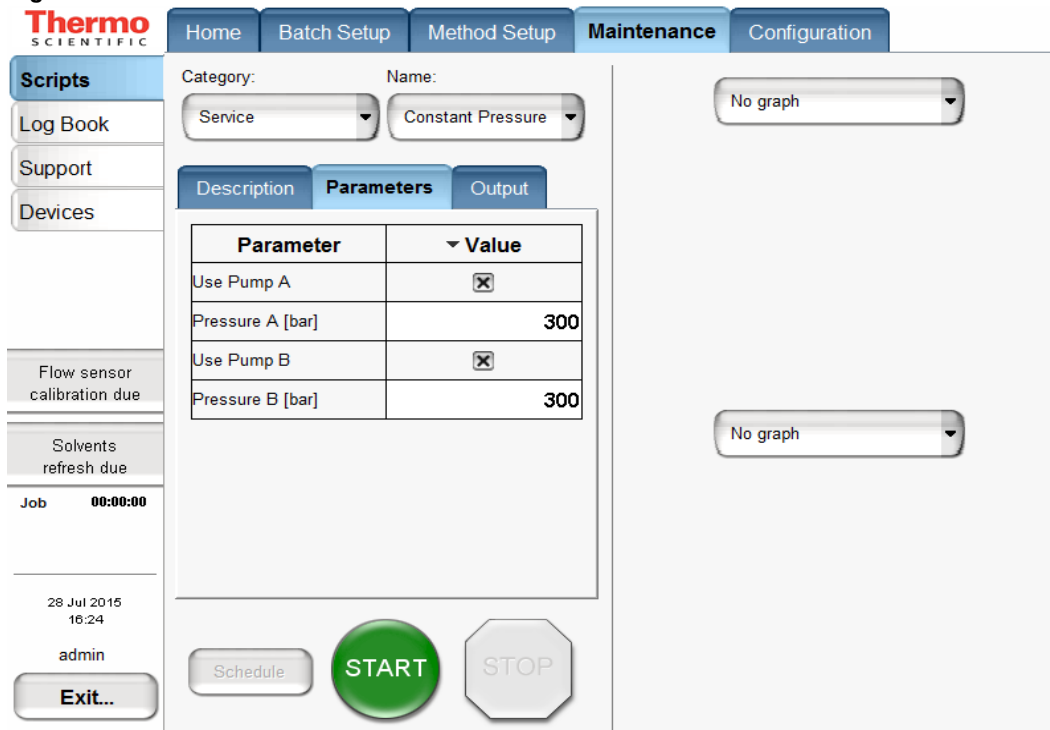 Thermo
SCIENTIFIC
Home
Batch Setup
Method Setup
Maintenance
Configuration
Scripts
Log Book
Support
Devices
Flow sensor
calibration due
Solvents
refresh due
Job 00:00:00
28 Jul 2015
16:24
admin
Exit...
Category:
Name:
Service
Constant Pressure
Description
Parameters
Output
Parameter
Value
Use Pump A
Pressure A [bar] 300
Use Pump B
Pressure B [bar] 300
Schedule
START
STOP
No graph
No graph